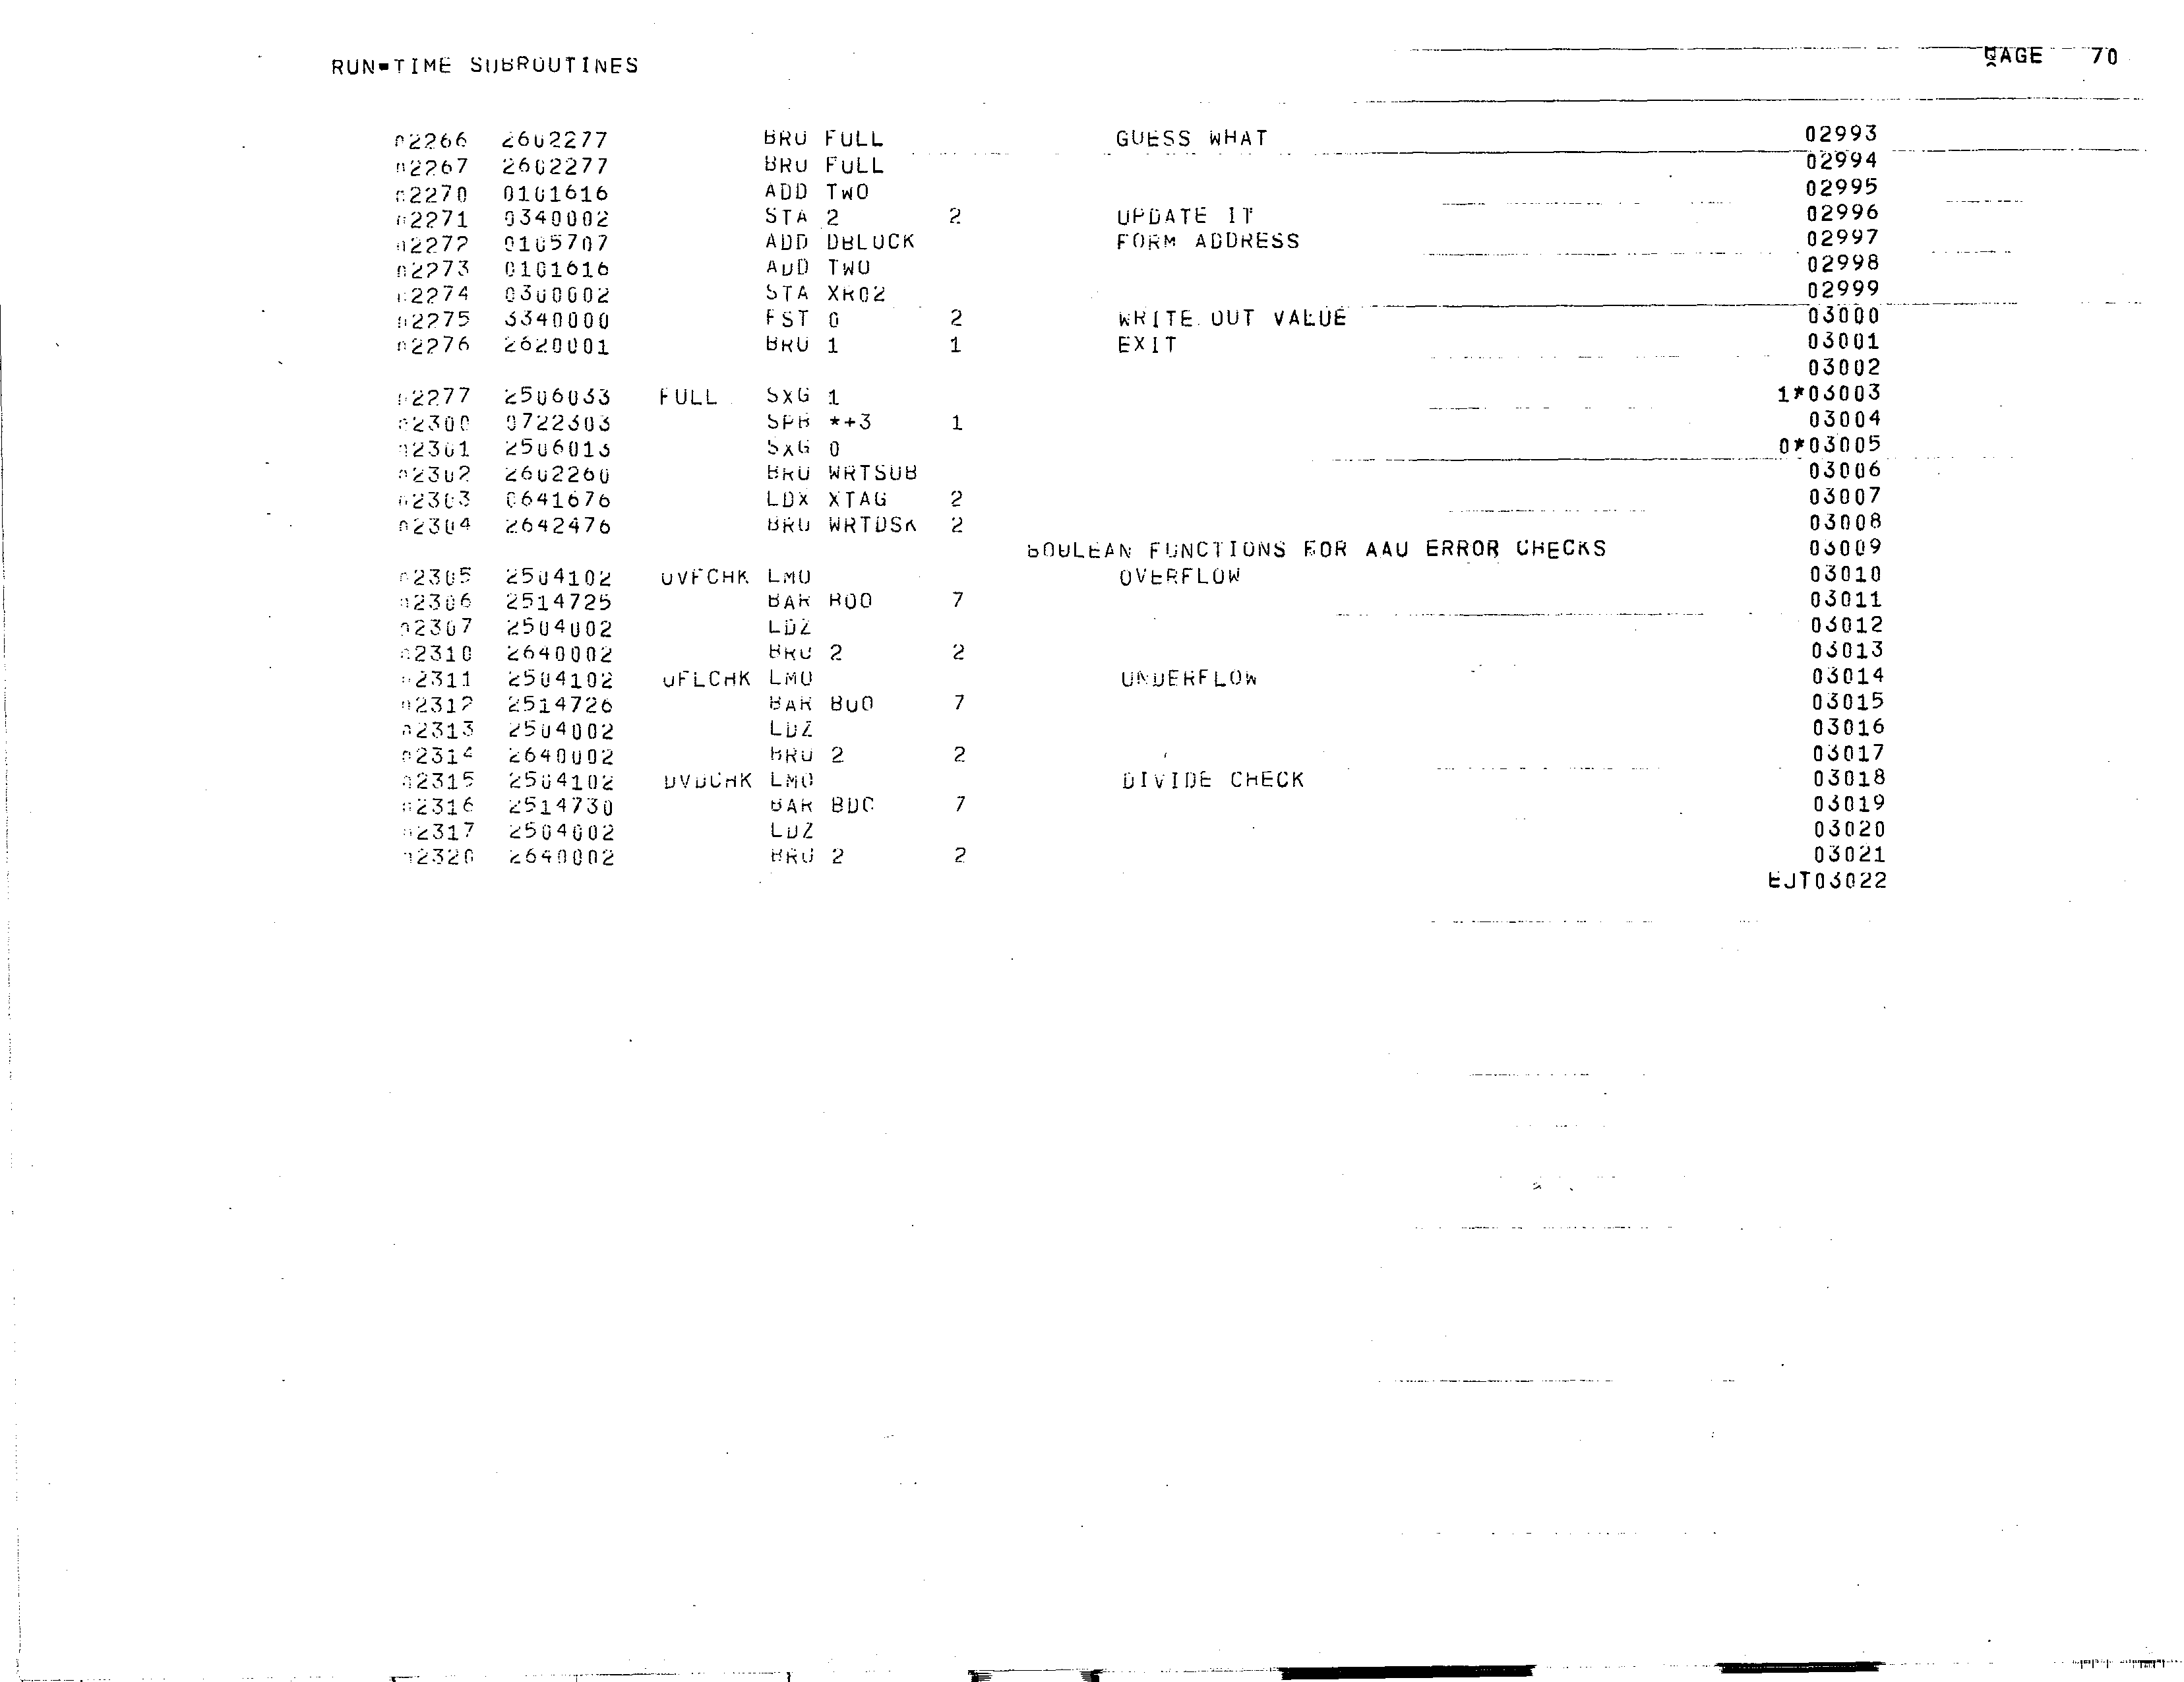 RUN-TIME SUBROUTINES PAGE 70
02266 2602277 BRU FULL GUESS WHAT 02993
02267 2602277 BRU FULL 02994
02270 0101616 ADD TWO 02995
02271 0340002 STA 2 2 UPDATE IT 02996
02272 0105707 ADD DBLOCK FORM ADDRESS 02997
02273 0101616 ADD TWO 02998
02274 0300002 STA XR02 02999
02275 3340000 FST 0 2 WRITE OUT VALUE 03000
02276 2620001 BRU 1 1 EXIT 03001
03002
02277 2506033 FULL SXG 1 1*03003
02300 0722303 SPB *+3 1 03004
02301 2506013 SXG 0 0*03005
02302 2602260 BRU WRTSUB 03006
02303 0641676 LDX XTAG 2 03007
02304 2642476 BRU WRTDSK 2 03008
BOOLEAN FUNCTIONS FOR AAU ERROR CHECKS 03009
02305 2504102 OVFCHK LMO OVERFLOW 03010
02306 2514725 BAR BOO 7 03011
02307 2504002 LDZ 03012
02310 2640002 BRU 2 2 03013
02311 2504102 UFLCHK LMO UNDERFLOW 03014
02312 2514726 BAR BUO 7 03015
02313 2504002 LDZ 03016
02314 2640002 BRU 2 2 03017
02315 2504102 DVDCHK LMO DIVIDE CHECK 03018
02316 2514730 BAR BDC 7 03019
02317 2504002 LDZ 03020
02320 2640002 BRU 2 2 03021
EJT03022